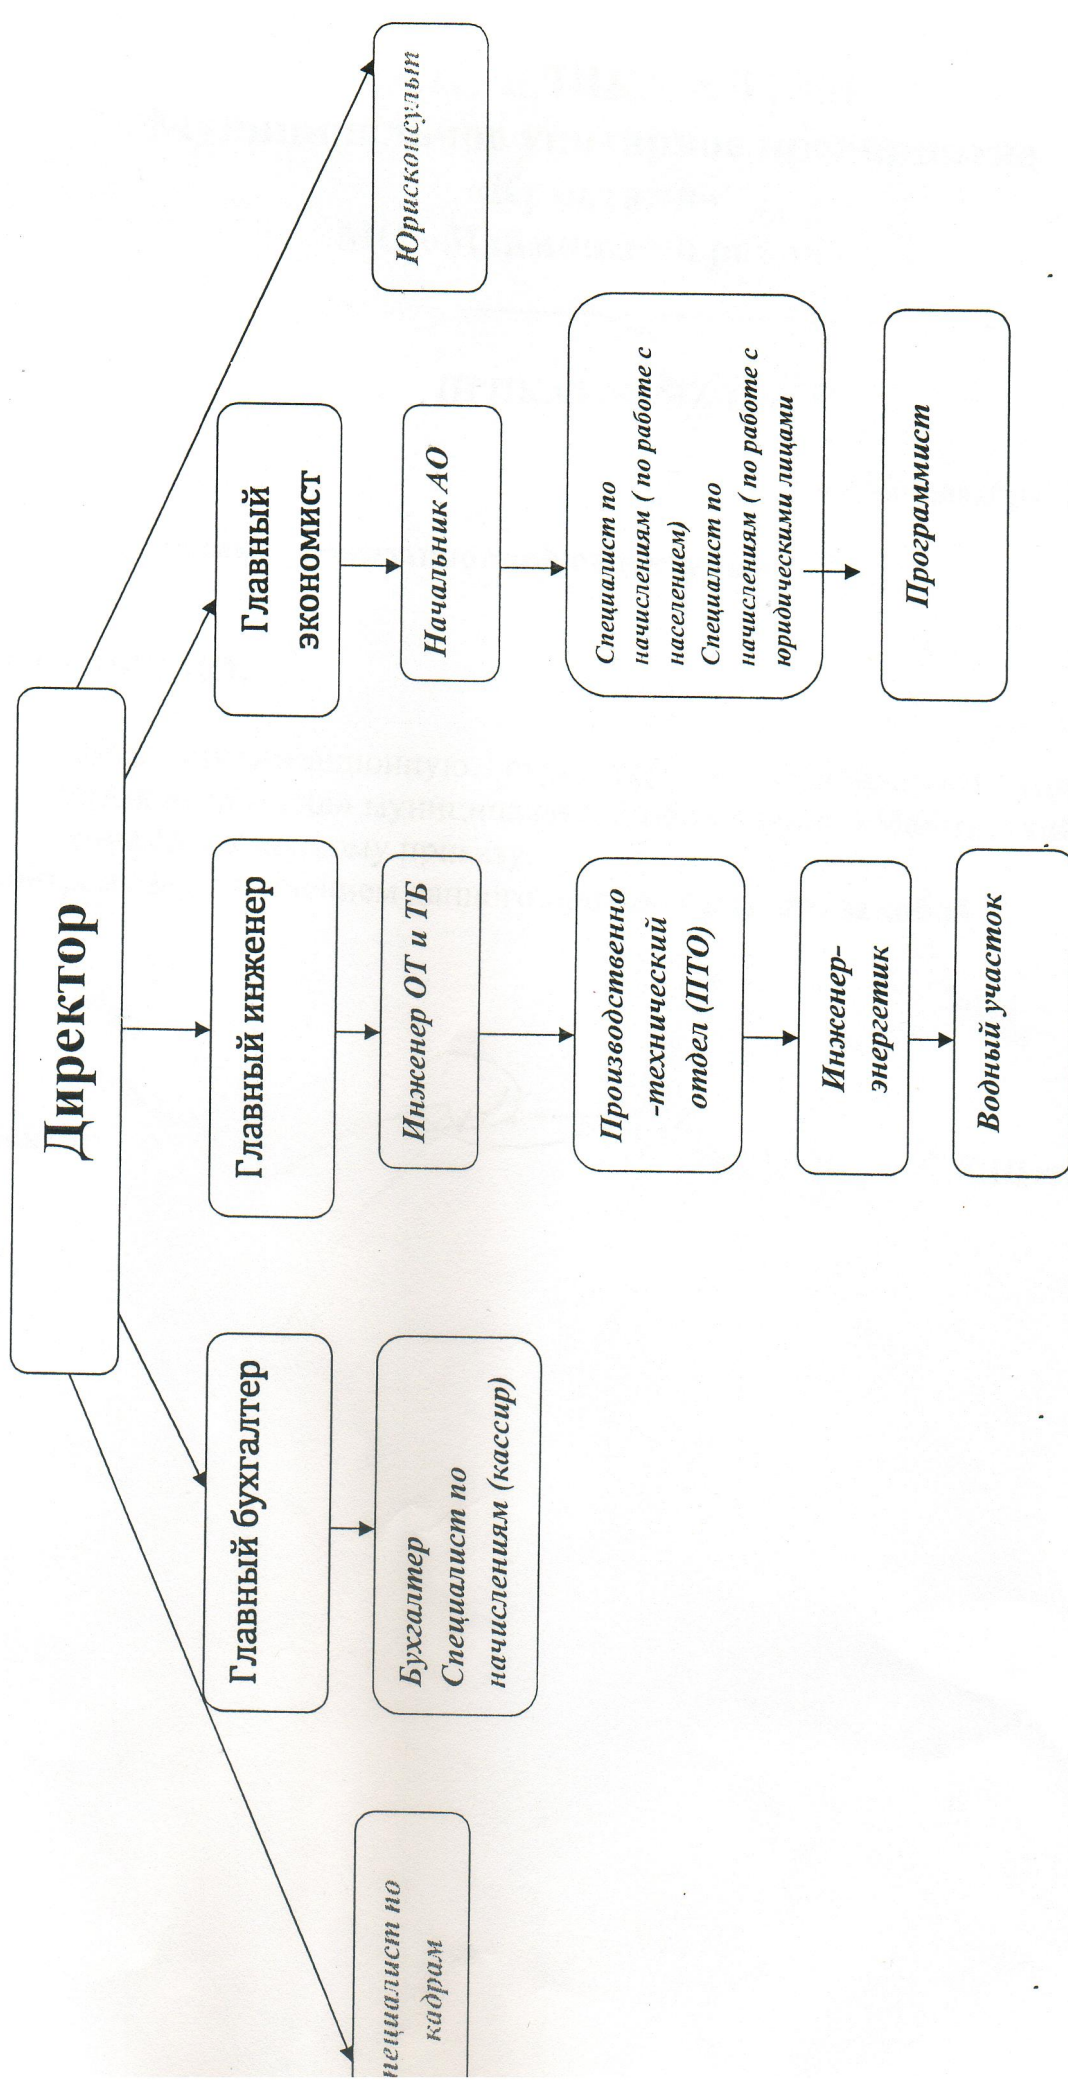 Директор
пециалист по
кадрам
Главный бухгалтер
Бухгалтер
Специалист по
начислениям (кассир)
Главный инженер
Инженер ОТ и ТБ
Производственно
-технический
отдел (ПТО)
Инженер-
энергетик
Водный участок
Главный
экономист
Начальник АО
Специалист по
начислениям ( по работе с
населением)
Специалист по
начислениям ( по работе с
юридическими лицами
Программист
Юрисконсульт